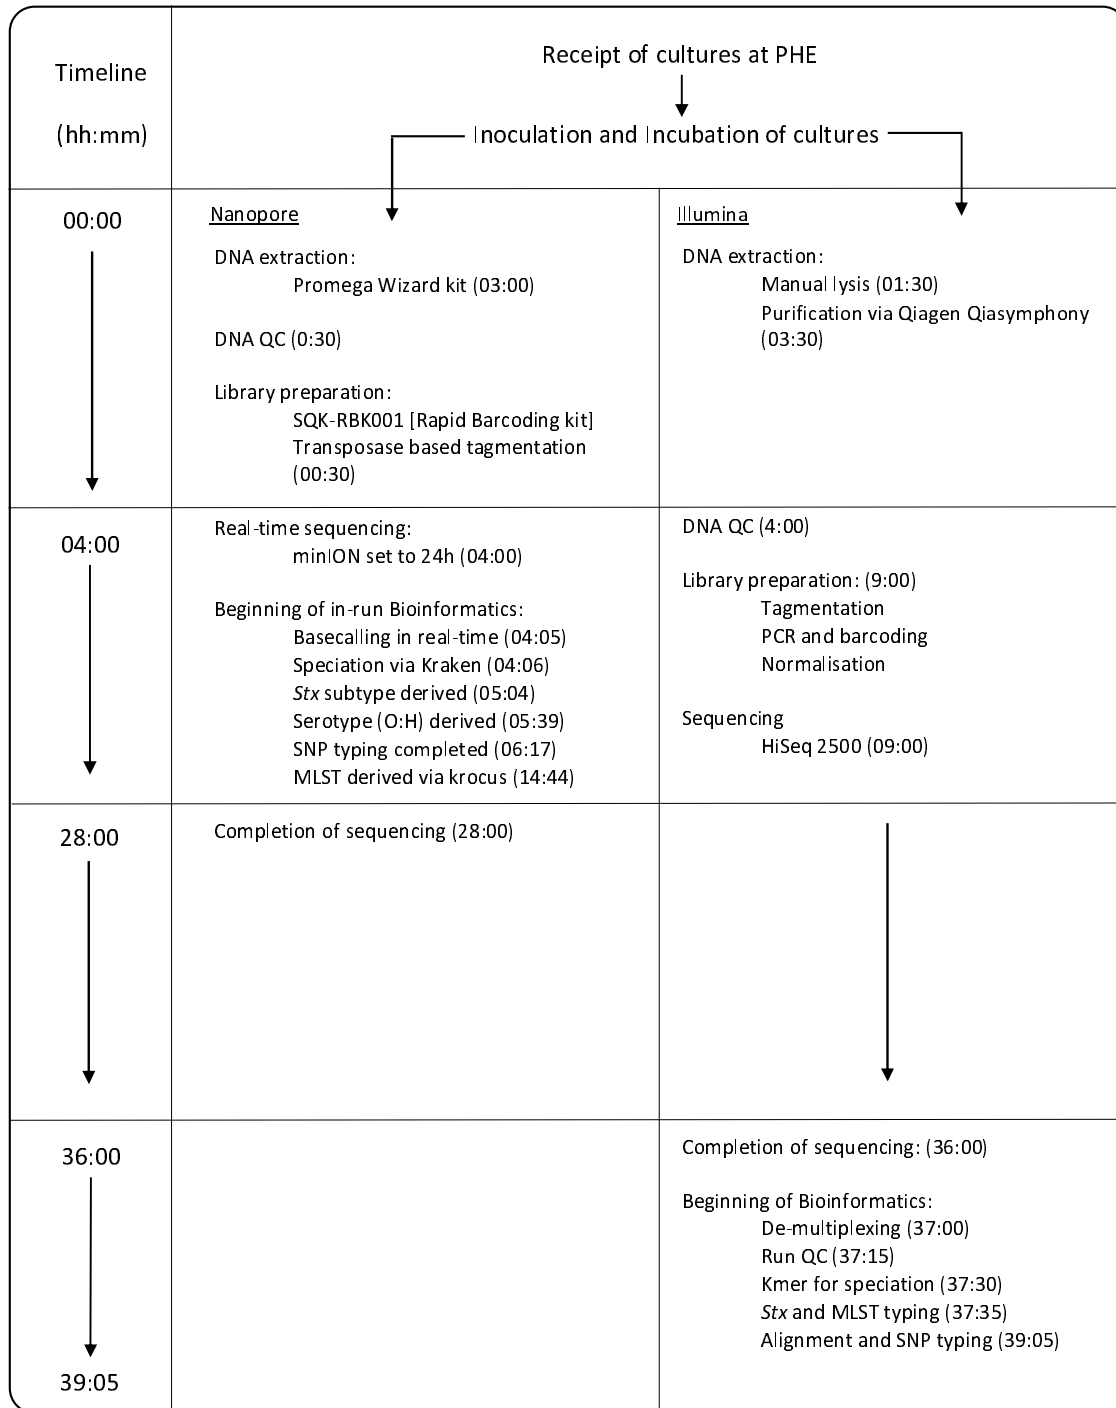 Timeline
(hh:mm)
Receipt of cultures at PHE
Inoculation and Incubation of cultures
00:00
Nanopore
DNA extraction:
Promega Wizard kit (03:00)
DNA QC (0:30)
Library preparation:
SQK-RBK001 [Rapid Barcoding kit]
Transposase based tagmentation
(00:30)
Illumina
DNA extraction:
Manual lysis (01:30)
Purification via Qiagen Qiasymphony
(03:30)
04:00
Real-time sequencing:
minION set to 24h (04:00)
Beginning of in-run Bioinformatics:
Basecalling in real-time (04:05)
Speciation via Kraken (04:06)
Stx subtype derived (05:04)
Serotype (O:H) derived (05:39)
SNP typing completed (06:17)
MLST derived via krocus (14:44)
DNA QC (4:00)
Library preparation: (9:00)
Tagmentation
PCR and barcoding
Normalisation
Sequencing
HiSeq 2500 (09:00)
28:00
Completion of sequencing (28:00)
36:00
39:05
Completion of sequencing: (36:00)
Beginning of Bioinformatics:
De-multiplexing (37:00)
Run QC (37:15)
Kmer for speciation (37:30)
Stx and MLST typing (37:35)
Alignment and SNP typing (39:05)